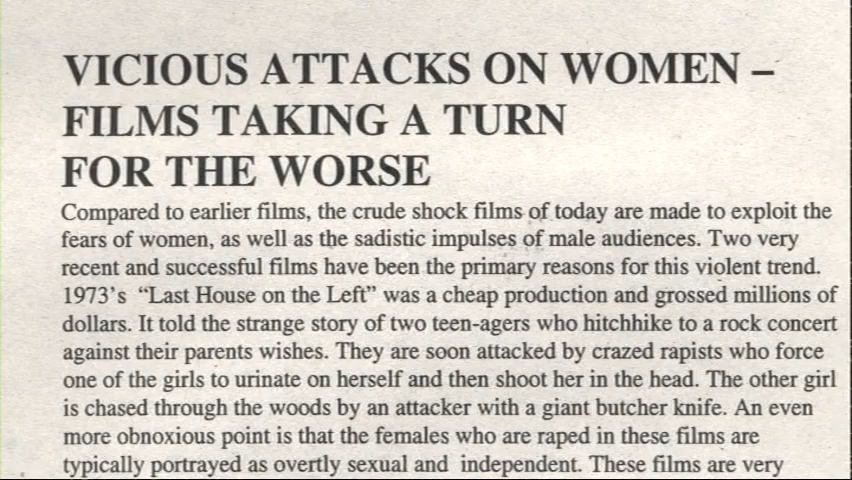 VICIOUS ATTACKS ON WOMEN –
FILMS TAKING A TURN
FOR THE WORSE
Compared to earlier films, the crude shock films of today are made to exploit the
fears of women, as well as the sadistic impulses of male audiences. Two very
recent and successful films have been the primary reasons for this violent trend.
1973's  “Last House on the Left” was a cheap production and grossed millions of
dollars. It told the strange story of two teen-agers who hitchhike to a rock concert
against their parents wishes. They are soon attacked by crazed rapists who force
one of the girls to urinate on herself and then shoot her in the head. The other girl
is chased through the woods by an attacker with a giant butcher knife. An even
more obnoxious point is that the females who are raped in these films are
typically portrayed as overtly sexual and  independent. These films are very